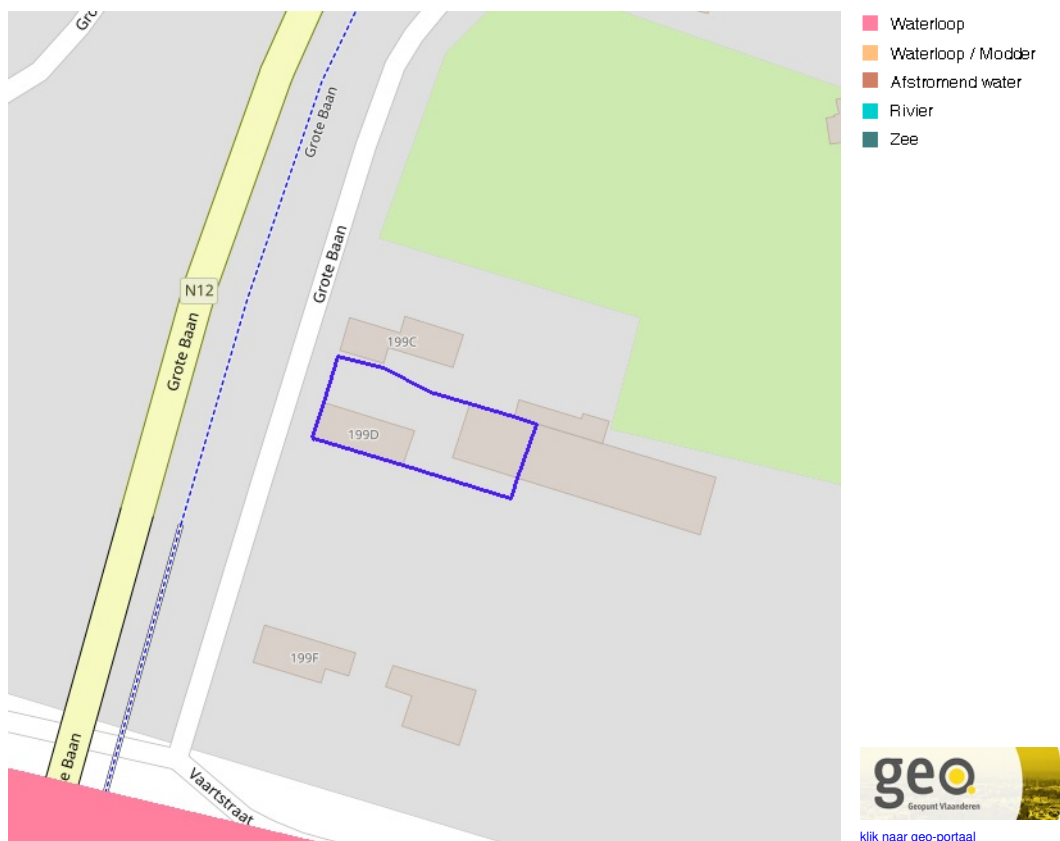 Gro
Grote Baan
Grote Baan
N12
Grote Baan
199C
199D
199F
e Baan
Vaartstraat
Waterloop
Waterloop / Modder
Afstromend water
Rivier
Zee
geo.
Geopunt Vlaanderen
klik naar geo-portaal